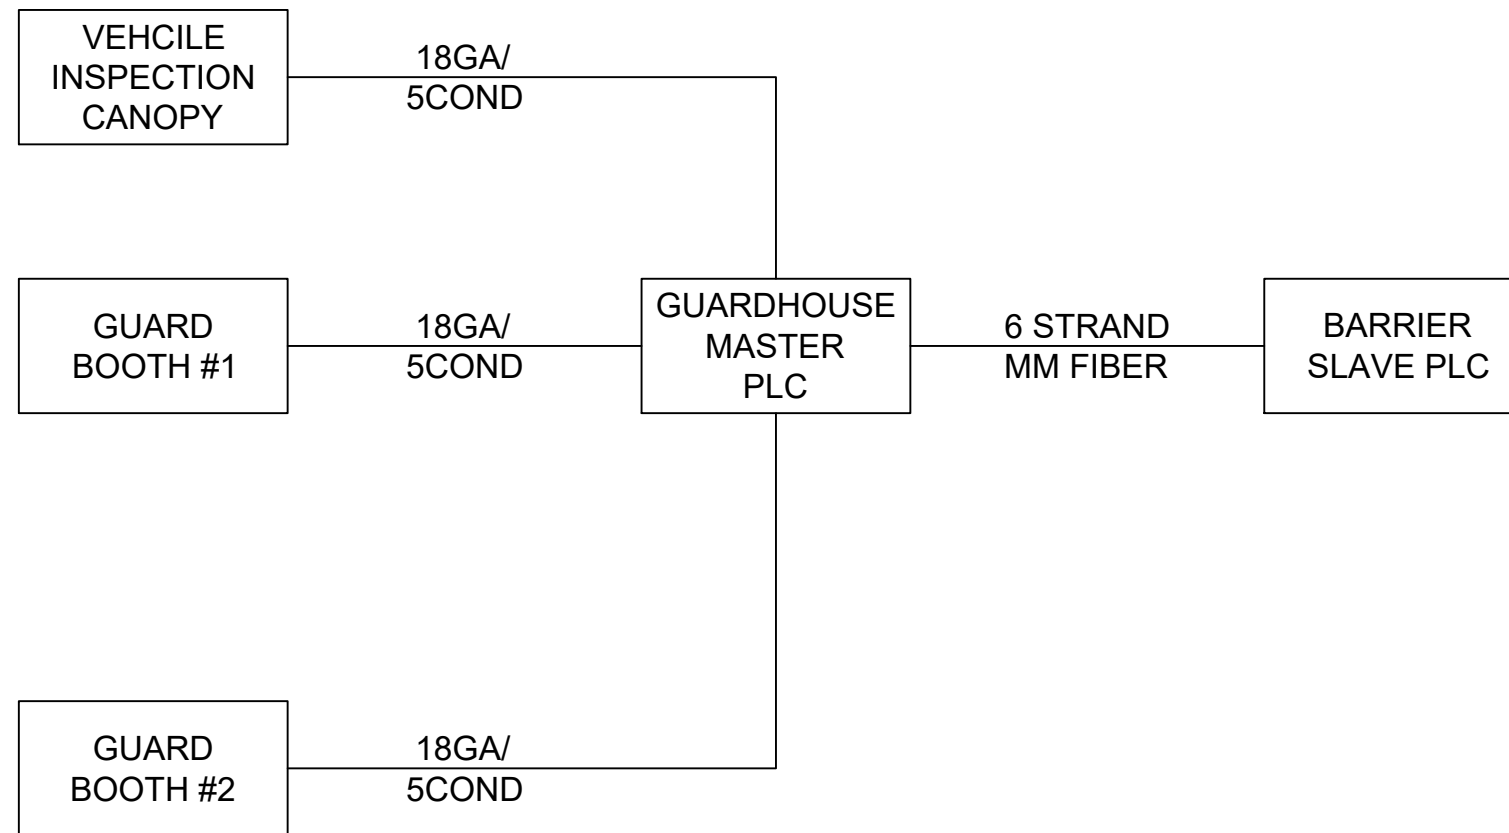 VEHCILE
INSPECTION
CANOPY
18GA/
5COND
GUARD
BOOTH #1
18GA/
5COND
GUARDHOUSE
MASTER
PLC
6 STRAND
MM FIBER
BARRIER
SLAVE PLC
GUARD
BOOTH #2
18GA/
5COND